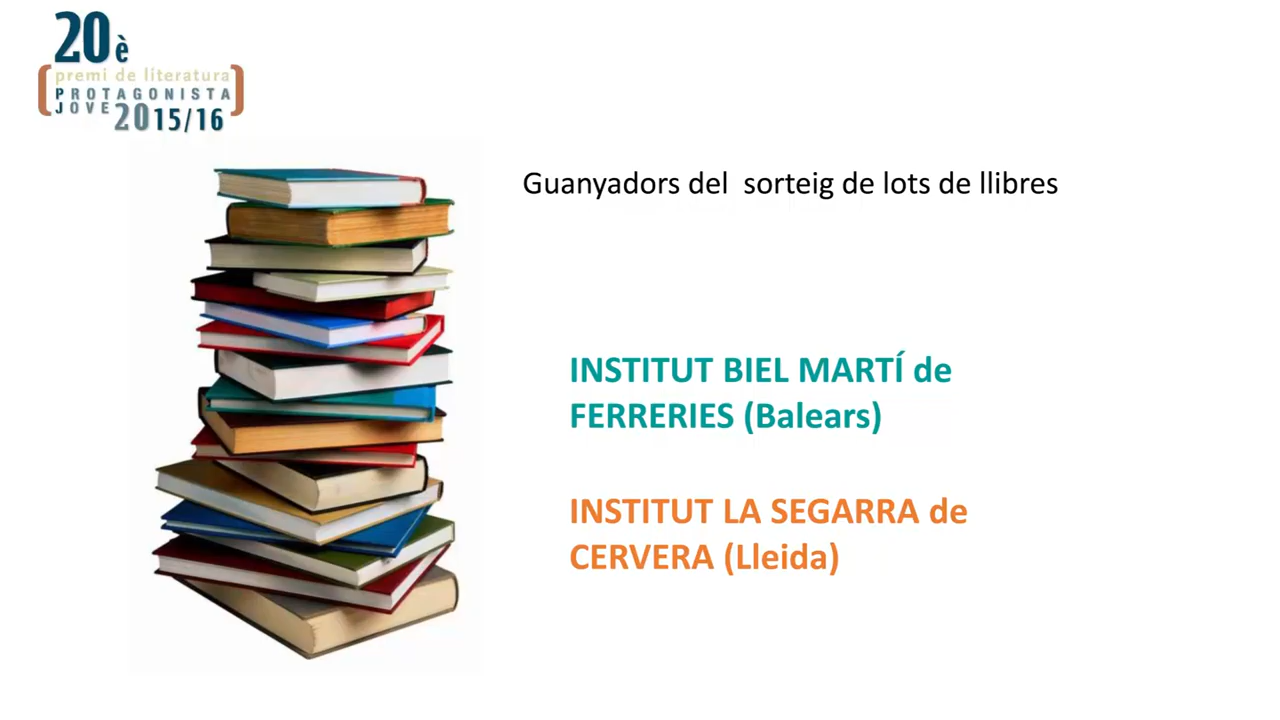 20è
premi de literatura
PROTAGONISTA
JOVE 2015/16
Guanyadors del sorteig de lots de llibres
INSTITUT BIEL MARTÍ de
FERRERIES (Balears)
INSTITUT LA SEGARRA de
CERVERA (Lleida)